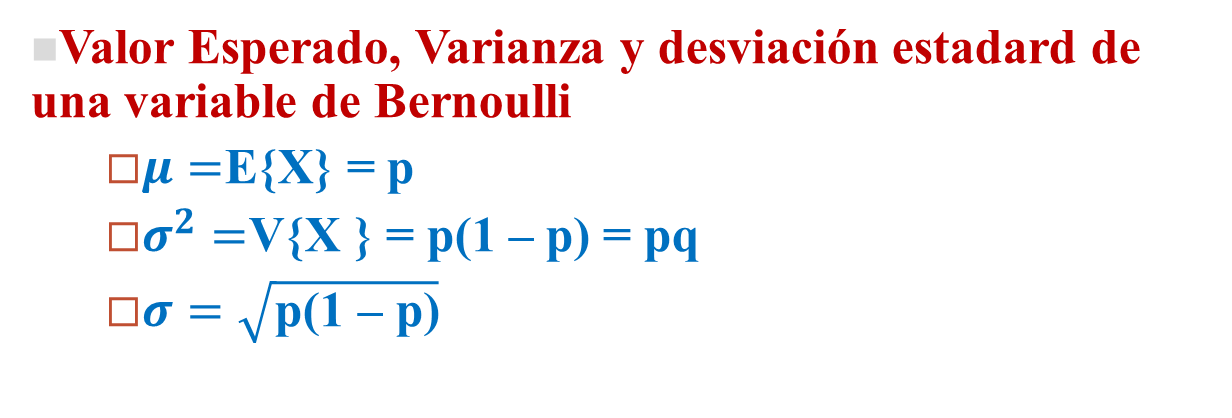 Valor Esperado, Varianza y desviación estadard de
una variable de Bernoulli
μ =E{X} = p
σ² =V{X } = p(1 – p) = pq
σ = √p(1 – p)